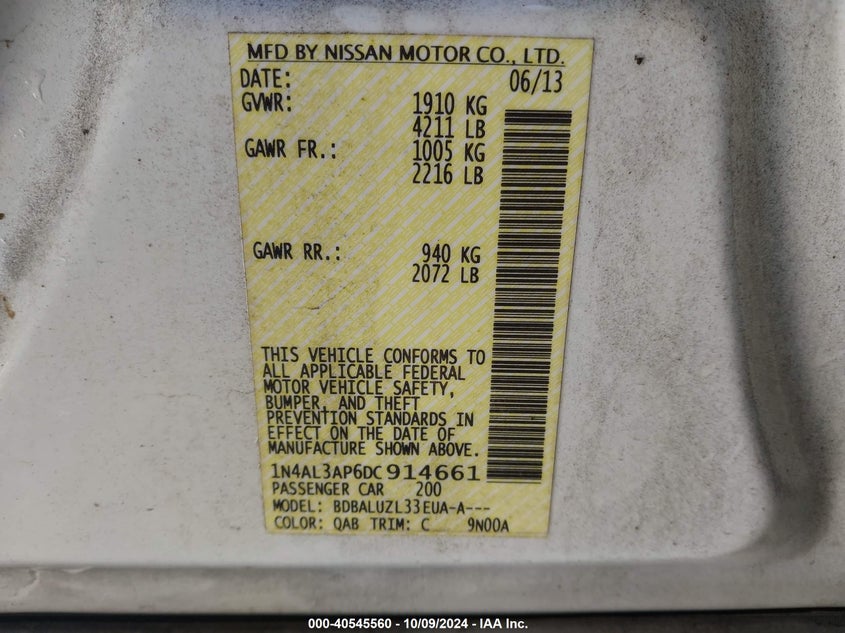 MFD BY NISSAN MOTOR CO., LTD.
DATE: 06/13
GVWR: 1910 KG
4211 LB
GAWR FR.: 1005 KG
2216 LB
GAWR RR.: 940 KG
2072 LB
THIS VEHICLE CONFORMS TO
ALL APPLICABLE FEDERAL
MOTOR VEHICLE SAFETY,
BUMPER, AND THEFT
PREVENTION STANDARDS IN
EFFECT ON THE DATE OF
MANUFACTURE SHOWN ABOVE.
1N4AL3AP6DC914661
PASSENGER CAR 200
MODEL: BDBALUZL33EUA-A---
COLOR: QAB TRIM: C 9N00A
000-40545560 - 10/09/2024 - IAA Inc.